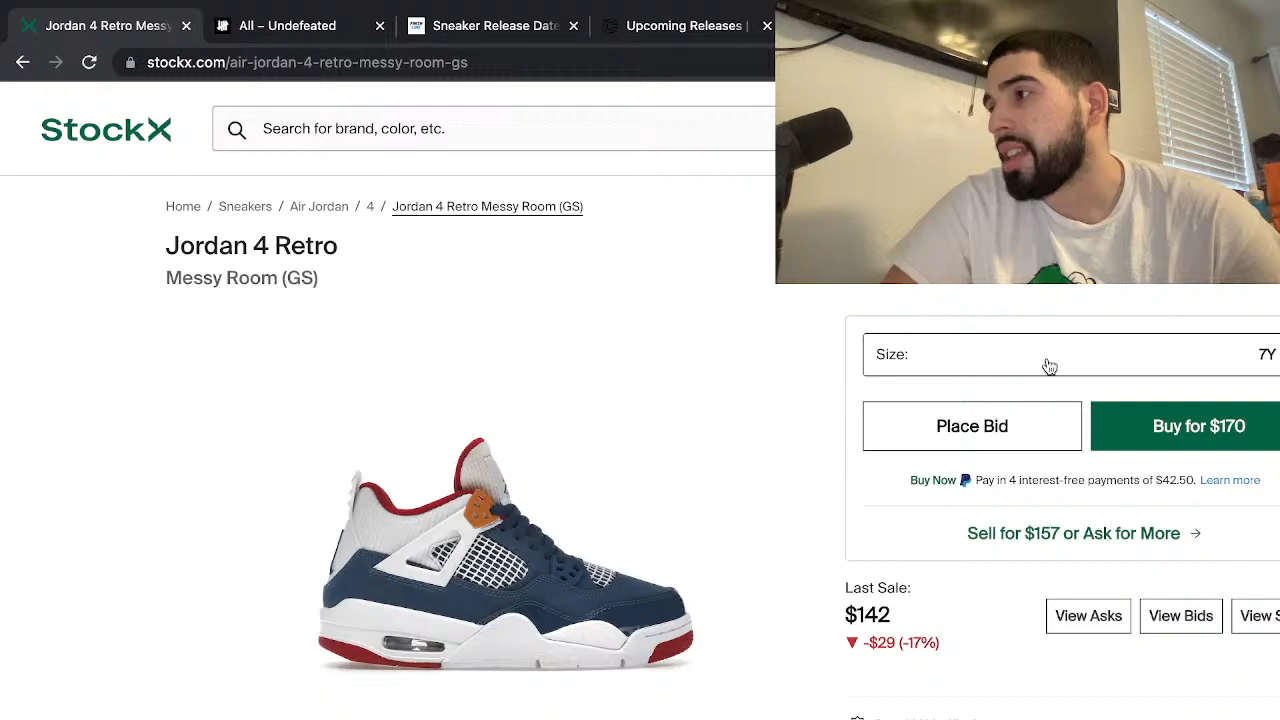 Jordan 4 Retro Messy
All – Undefeated
Sneaker Release Date
Upcoming Releases |
stockx.com/air-jordan-4-retro-messy-room-gs
StockX
Search for brand, color, etc.
Home / Sneakers / Air Jordan / 4 / Jordan 4 Retro Messy Room (GS)
Jordan 4 Retro
Messy Room (GS)
Size: 7Y
Place Bid
Buy for $170
Buy Now Pay in 4 interest-free payments of $42.50. Learn more
Sell for $157 or Ask for More →
Last Sale:
$142
▼ -$29 (-17%)
View Asks
View Bids
View S